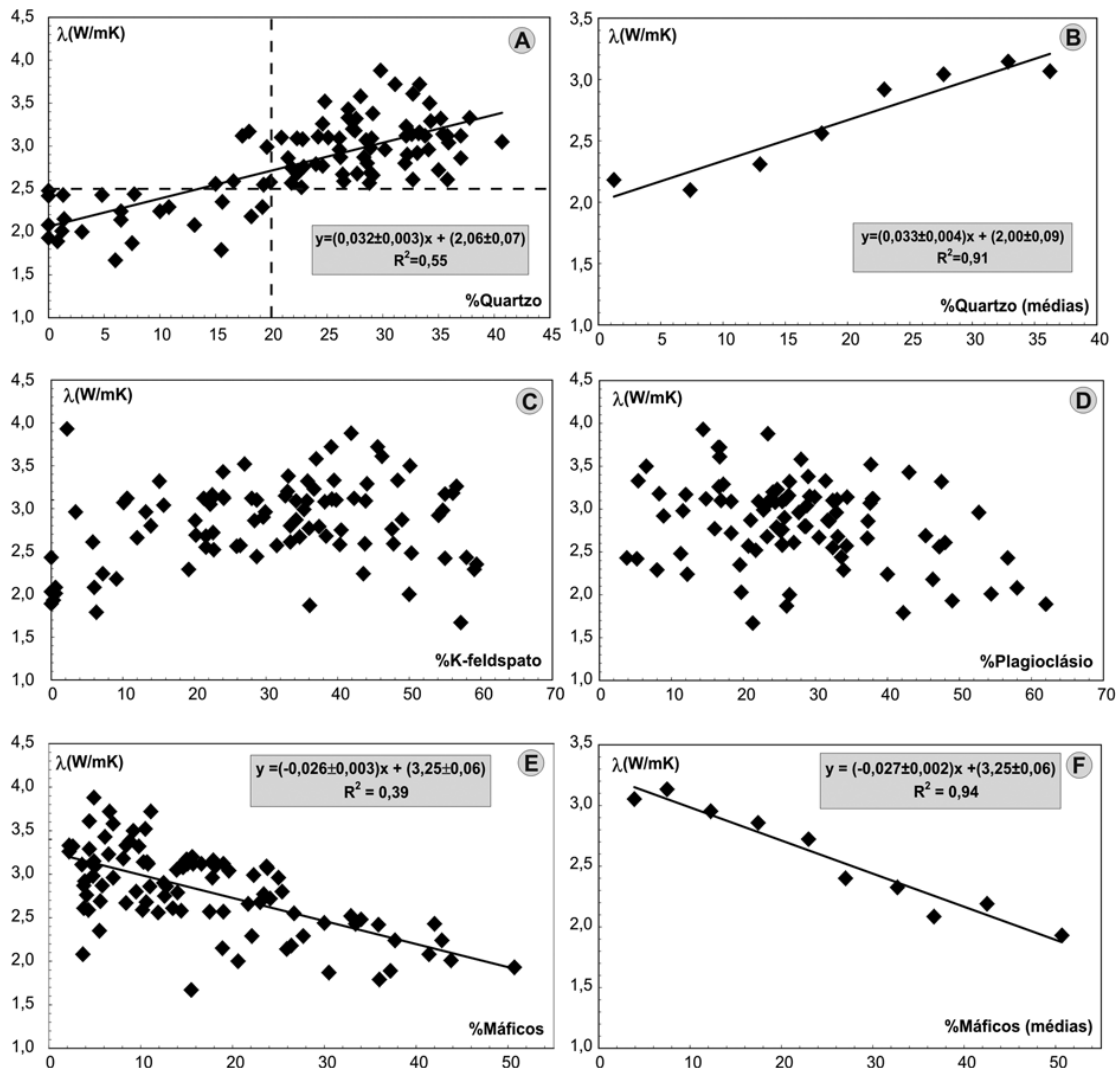 4,5
λ(W/mK)
A
4,0
3,5
3,0
2,5
2,0
1,5
1,0
y=(0,032±0,003)x + (2,06±0,07)
R²=0,55
%Quartzo
0 5 10 15 20 25 30 35 40 45
3,5
λ(W/mK)
B
3,0
2,5
2,0
1,5
1,0
y=(0,033±0,004)x + (2,00±0,09)
R²=0,91
%Quartzo (médias)
0 5 10 15 20 25 30 35 40
4,5
λ(W/mK)
C
4,0
3,5
3,0
2,5
2,0
1,5
1,0
%K-feldspato
0 10 20 30 40 50 60 70
4,5
λ(W/mK)
D
4,0
3,5
3,0
2,5
2,0
1,5
1,0
%Plagioclásio
0 10 20 30 40 50 60 70
4,5
λ(W/mK)
E
y =(-0,026±0,003)x + (3,25±0,06)
R² = 0,39
4,0
3,5
3,0
2,5
2,0
1,5
1,0
%Máficos
0 10 20 30 40 50
3,5
λ(W/mK)
F
y = (-0,027±0,002)x +(3,25±0,06)
R² = 0,94
3,0
2,5
2,0
1,5
1,0
%Máficos (médias)
0 10 20 30 40 50